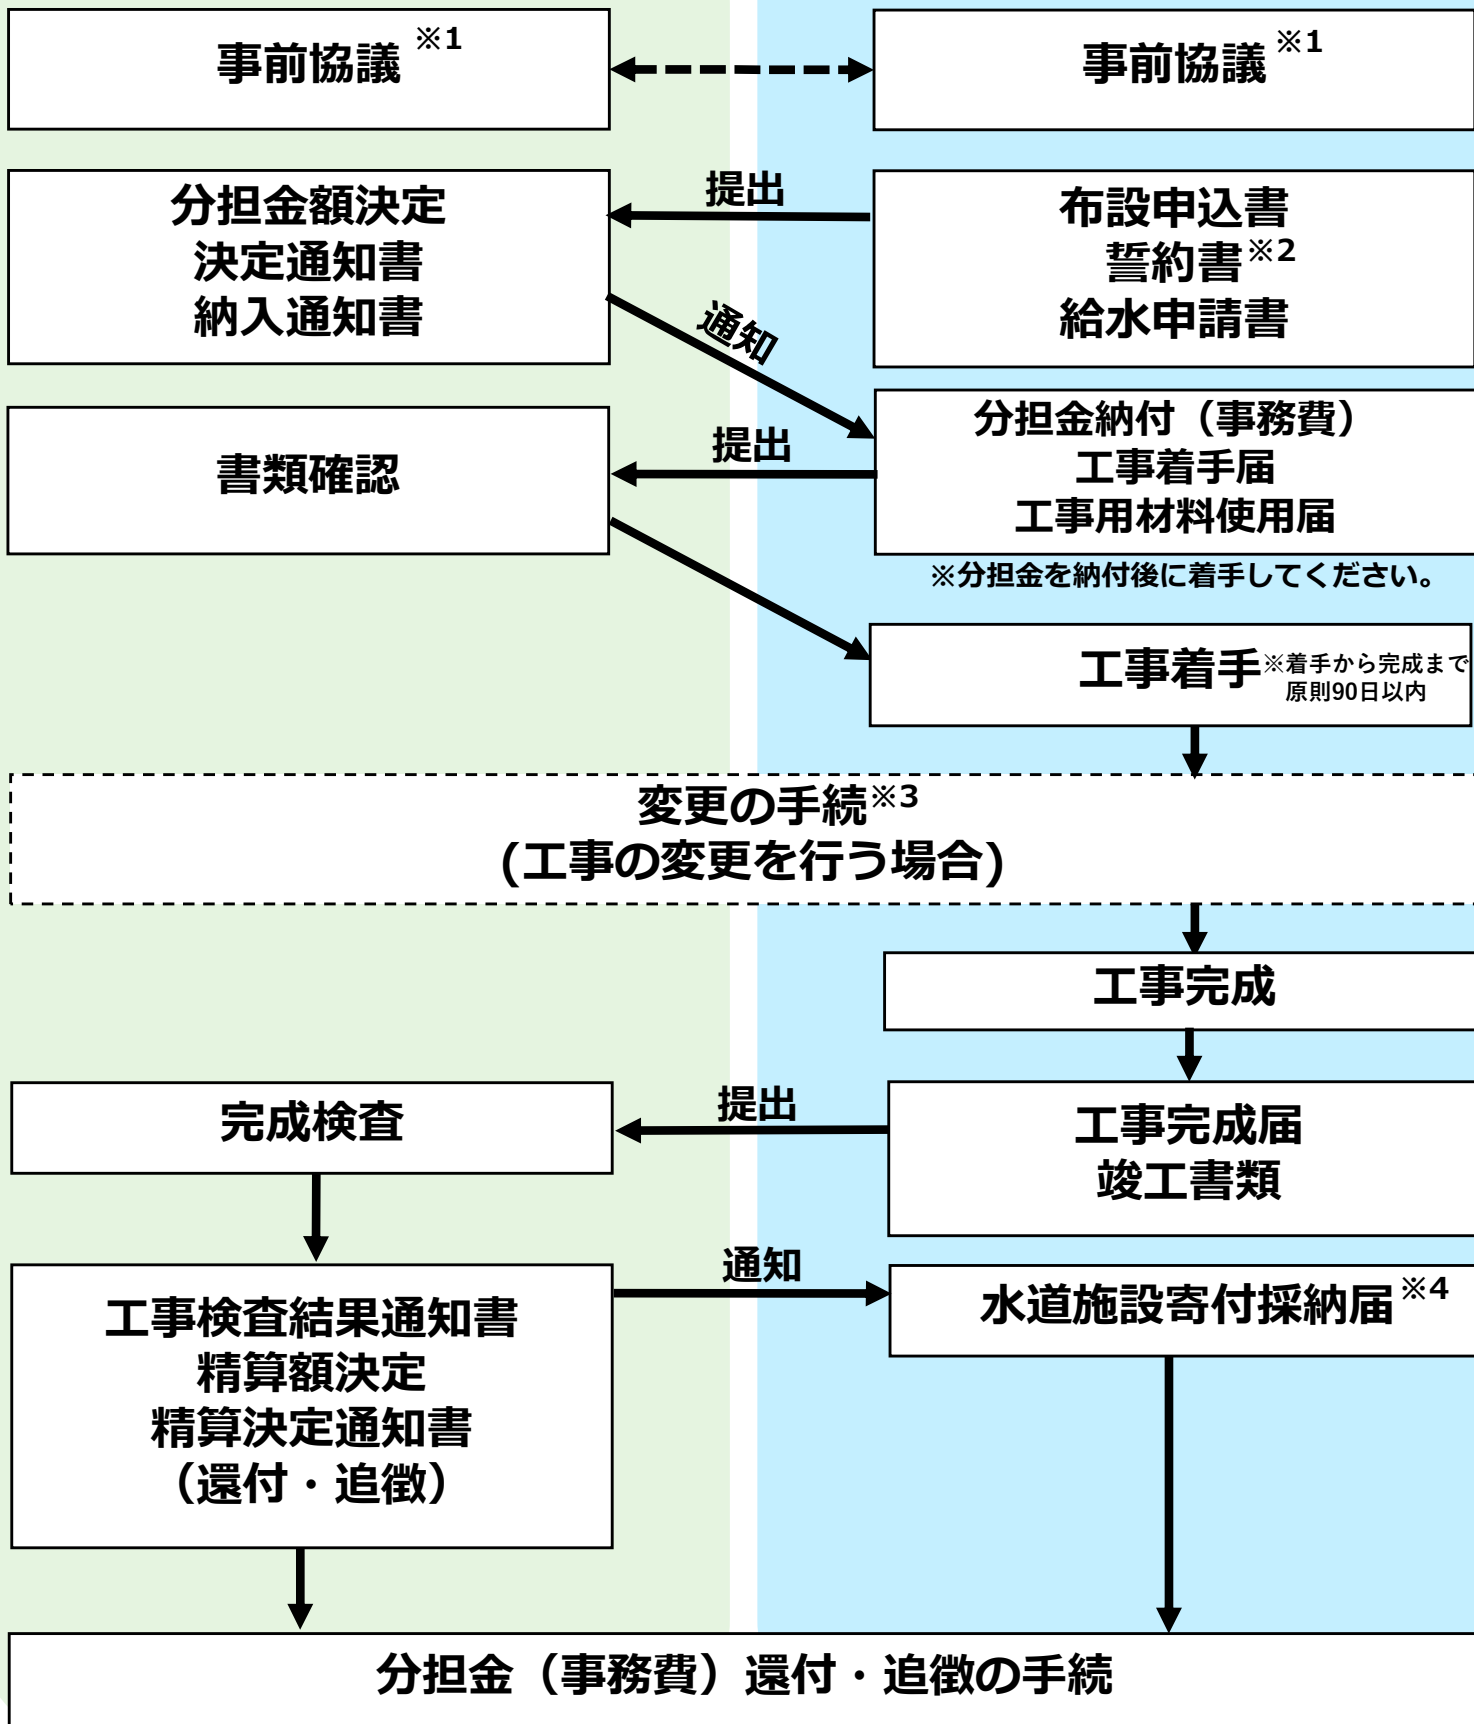 事前協議※1
事前協議※1
分担金額決定
決定通知書
納入通知書
提出
布設申込書
誓約書※2
給水申請書
通知
分担金納付（事務費）
工事着手届
工事用材料使用届
提出
書類確認
※分担金を納付後に着手してください。
工事着手※着手から完成まで
原則90日以内
変更の手続※3
(工事の変更を行う場合)
工事完成
完成検査
提出
工事完成届
竣工書類
工事検査結果通知書
精算額決定
精算決定通知書
（還付・追徴）
通知
水道施設寄付採納届※4
分担金（事務費）還付・追徴の手続